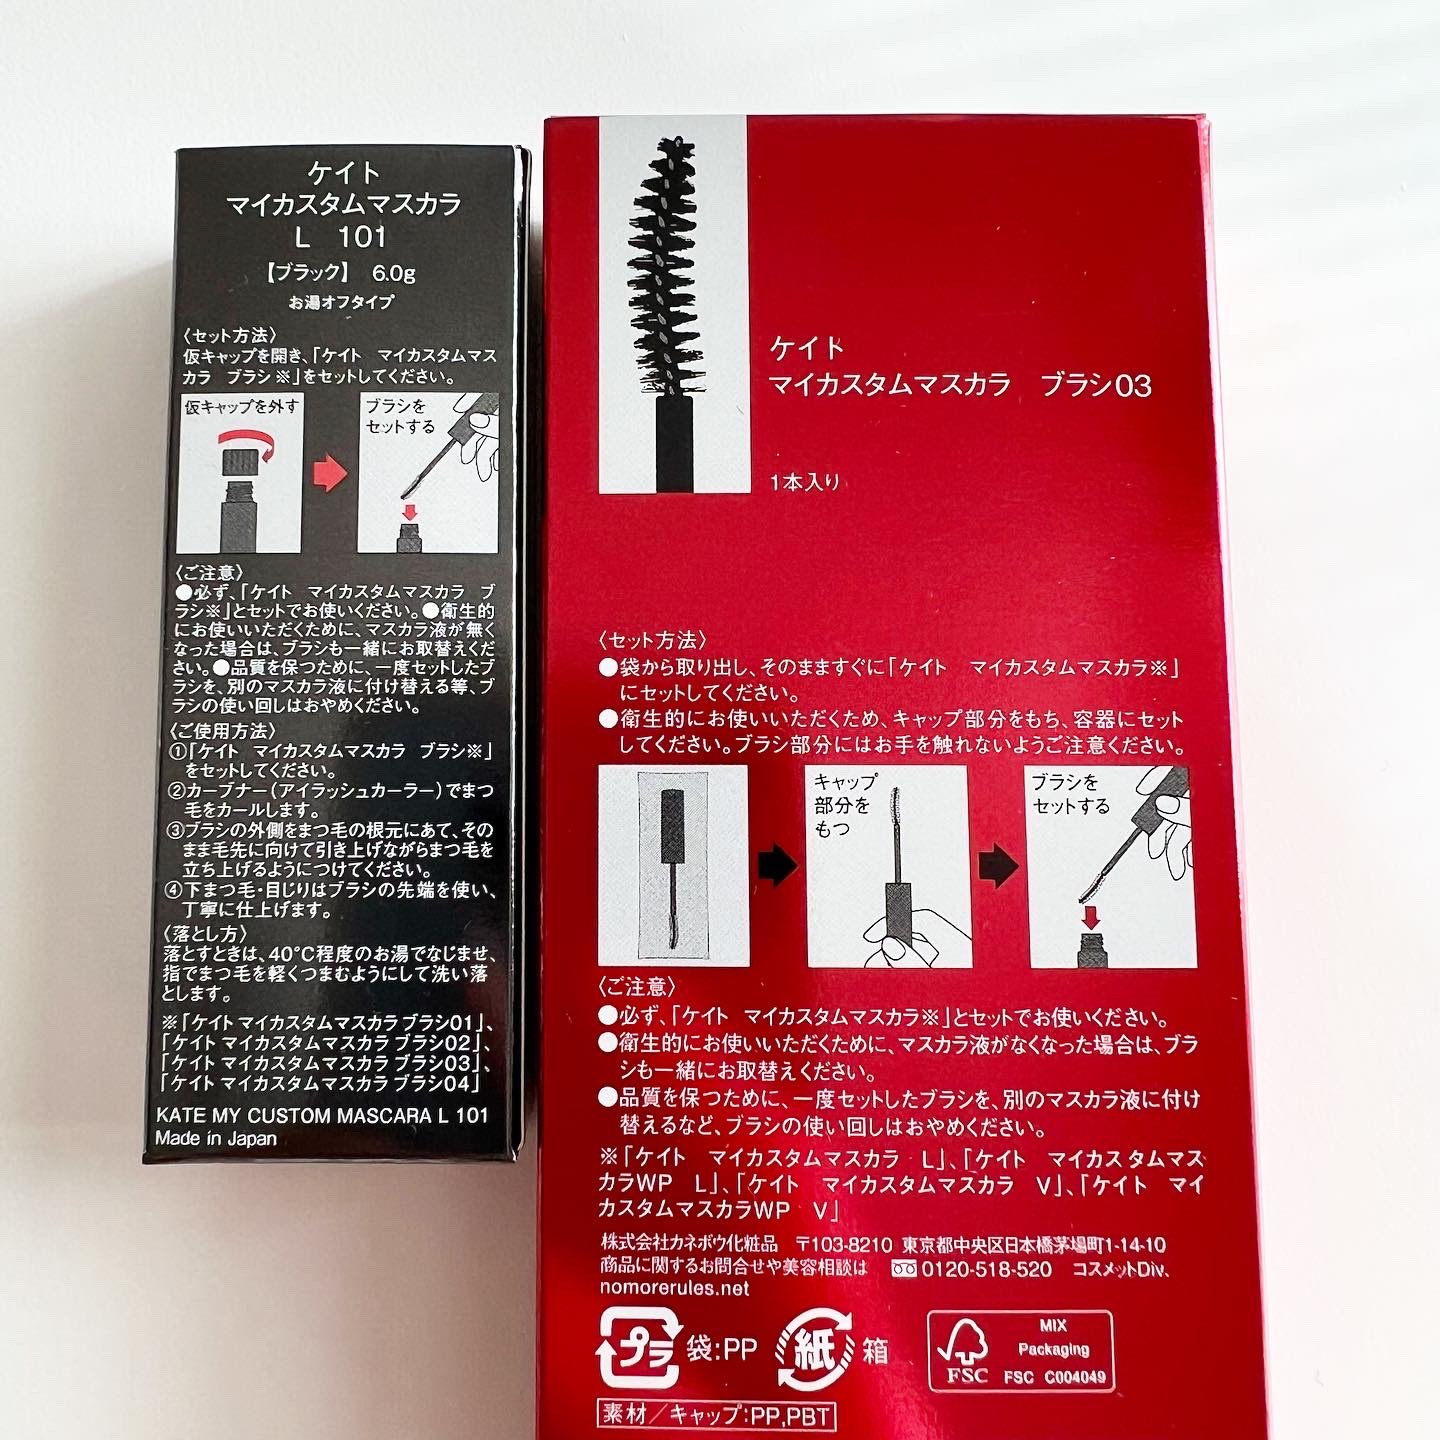 ケイト
マイカスタムマスカラ
L 101
【ブラック】 6.0g
お湯オフタイプ
〈セット方法〉
仮キャップを開き、「ケイト マイカスタムマス
カラ ブラシ※」をセットしてください。
仮キャップを外す
ブラシを
セットする
〈ご注意〉
●必ず、「ケイト マイカスタムマスカラ ブ
ラシ※」とセットでお使いください。●衛生的
にお使いいただくために、マスカラ液が無く
なった場合は、ブラシも一緒にお取替えくだ
さい。●品質を保つために、一度セットしたブ
ラシを、別のマスカラ液に付け替える等、ブ
ラシの使い回しはおやめください。
〈ご使用方法〉
①「ケイト マイカスタムマスカラ ブラシ※」
をセットしてください。
②カーブナー(アイラッシュカーラー)でまつ
毛をカールします。
③ブラシの外側をまつ毛の根元にあて、その
まま毛先に向けて引き上げながらまつ毛を
立ち上げるようにつけてください。
④下まつ毛・目じりはブラシの先端を使い、
丁寧に仕上げます。
〈落とし方〉
落とすときは、40℃程度のお湯でなじませ、
指でまつ毛を軽くつまむようにして洗い落
とします。
※「ケイト マイカスタムマスカラ ブラシ01」、
「ケイト マイカスタムマスカラ ブラシ02」、
「ケイト マイカスタムマスカラ ブラシ03」、
「ケイト マイカスタムマスカラ ブラシ04」
KATE MY CUSTOM MASCARA L 101
Made in Japan
ケイト
マイカスタムマスカラ ブラシ03
1本入り
〈セット方法〉
●袋から取り出し、そのまますぐに「ケイト マイカスタムマスカラ※」
にセットしてください。
●衛生的にお使いいただくため、キャップ部分をもち、容器にセット
してください。ブラシ部分にはお手を触れないようご注意ください。
キャップ
部分を
もつ
ブラシを
セットする
〈ご注意〉
●必ず、「ケイト マイカスタムマスカラ※」とセットでお使いください。
●衛生的にお使いいただくために、マスカラ液がなくなった場合は、ブラ
シも一緒にお取替えください。
●品質を保つために、一度セットしたブラシを、別のマスカラ液に付け
替えるなど、ブラシの使い回しはおやめください。
※「ケイト マイカスタムマスカラ L」、「ケイト マイカスタムマス
カラWP L」、「ケイト マイカスタムマスカラ V」、「ケイト マイ
カスタムマスカラWP V」
株式会社カネボウ化粧品 〒103-8210 東京都中央区日本橋茅場町1-14-10
商品に関するお問合せや美容相談は 0120-518-520 コスメットDiv.
nomorerules.net
プラ 袋:PP 紙 箱
MIX
Packaging
FSC FSC C004049
素材/キャップ:PP,PBT